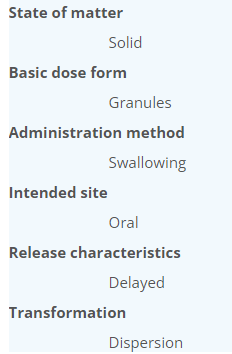 State of matter
Solid
Basic dose form
Granules
Administration method
Swallowing
Intended site
Oral
Release characteristics
Delayed
Transformation
Dispersion